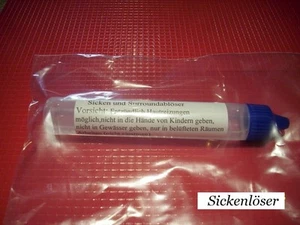 Sicken und Surroundablöser
Vorsicht: Hautreizungen
möglich,nicht in die Hände von Kindern geben,
nicht in Gewässer geben, nur in belüfteten Räumen
Sickenlöser